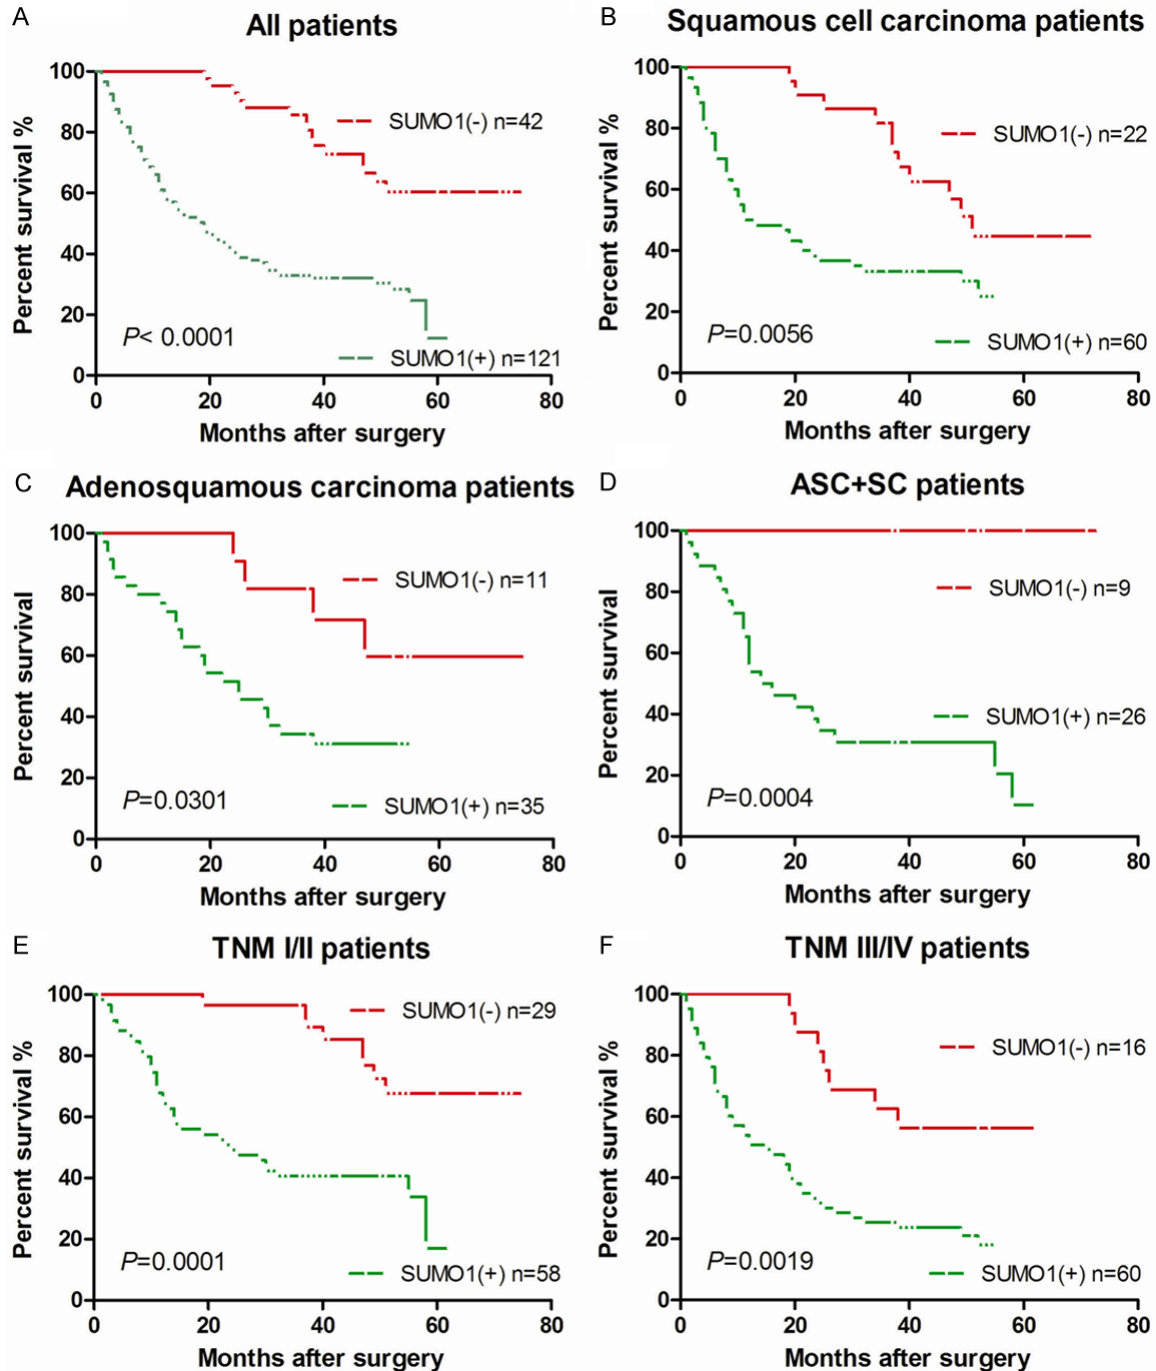 A
All patients
Percent survival %
100
80
60
40
20
0
SUMO1(-) n=42
P< 0.0001
SUMO1(+) n=121
0 20 40 60 80
Months after surgery
B
Squamous cell carcinoma patients
Percent survival %
100
80
60
40
20
0
SUMO1(-) n=22
P=0.0056
SUMO1(+) n=60
0 20 40 60 80
Months after surgery
C
Adenosquamous carcinoma patients
Percent survival
100
80
60
40
20
0
SUMO1(-) n=11
P=0.0301
SUMO1(+) n=35
0 20 40 60 80
Months after surgery
D
ASC+SC patients
Percent survival
100
80
60
40
20
0
SUMO1(-) n=9
SUMO1(+) n=26
P=0.0004
0 20 40 60 80
Months after surgery
E
TNM I/II patients
Percent survival %
100
80
60
40
20
0
SUMO1(-) n=29
P=0.0001
SUMO1(+) n=58
0 20 40 60 80
Months after surgery
F
TNM III/IV patients
Percent survival %
100
80
60
40
20
0
SUMO1(-) n=16
P=0.0019
SUMO1(+) n=60
0 20 40 60 80
Months after surgery